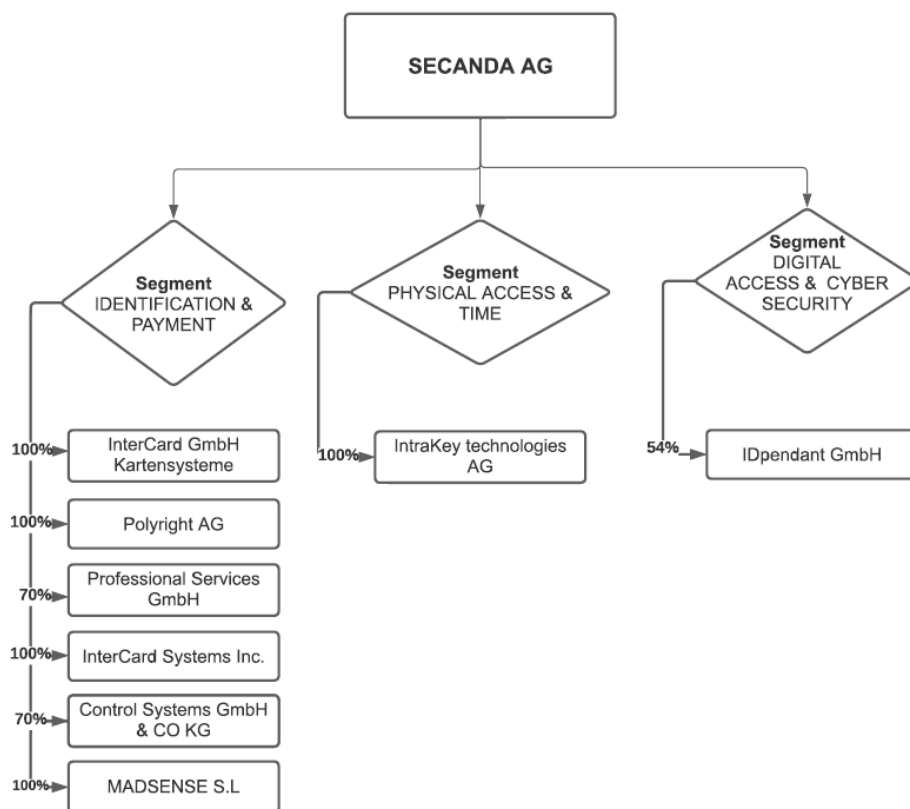 SECANDA AG
Segment
IDENTIFICATION &
PAYMENT
Segment
PHYSICAL ACCESS &
TIME
Segment
DIGITAL
ACCESS & CYBER
SECURITY
100%
InterCard GmbH
Kartensysteme
100%
Polyright AG
70%
Professional Services
GmbH
100%
InterCard Systems Inc.
70%
Control Systems GmbH
& CO KG
100%
MADSENSE S.L
100%
IntraKey technologies
AG
54%
IDpendant GmbH